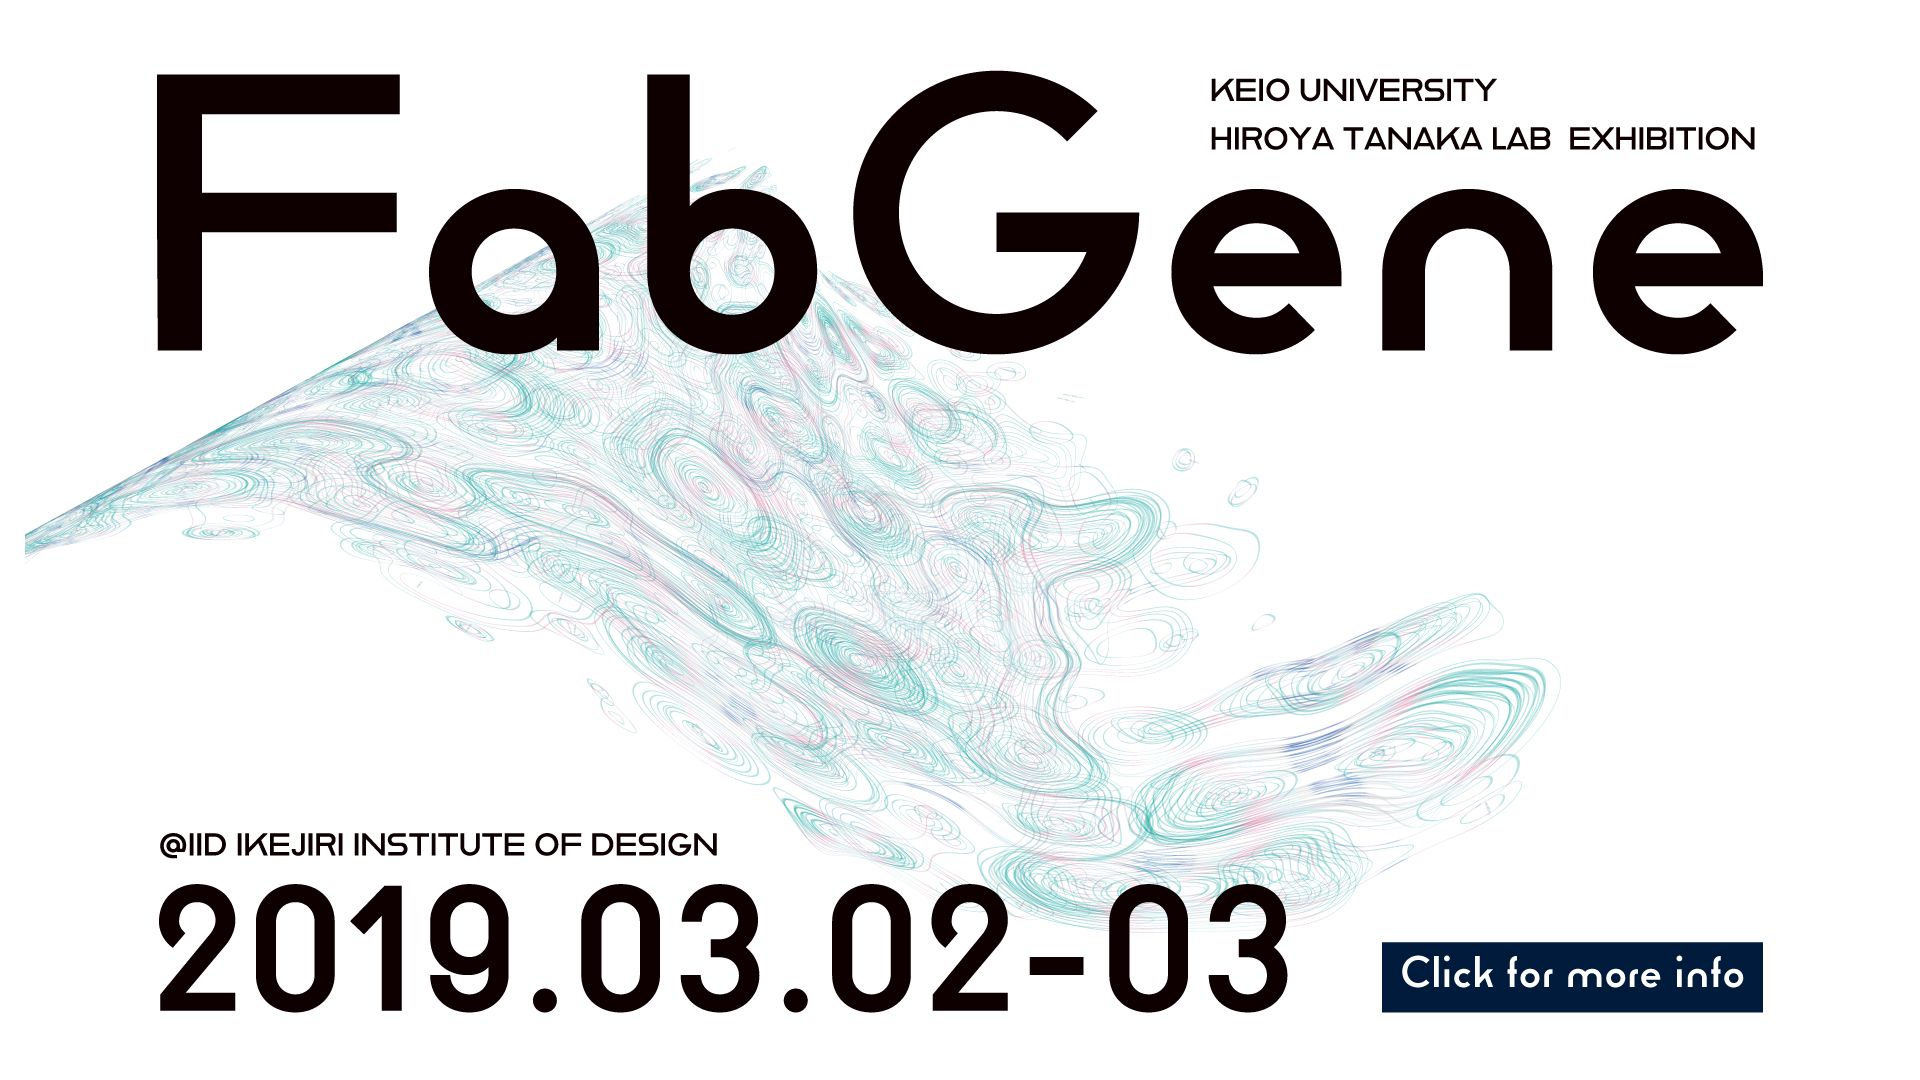 FabGene
KEIO UNIVERSITY
HIROYA TANAKA LAB EXHIBITION
@IID IKEJIRI INSTITUTE OF DESIGN
2019.03.02-03
Click for more info